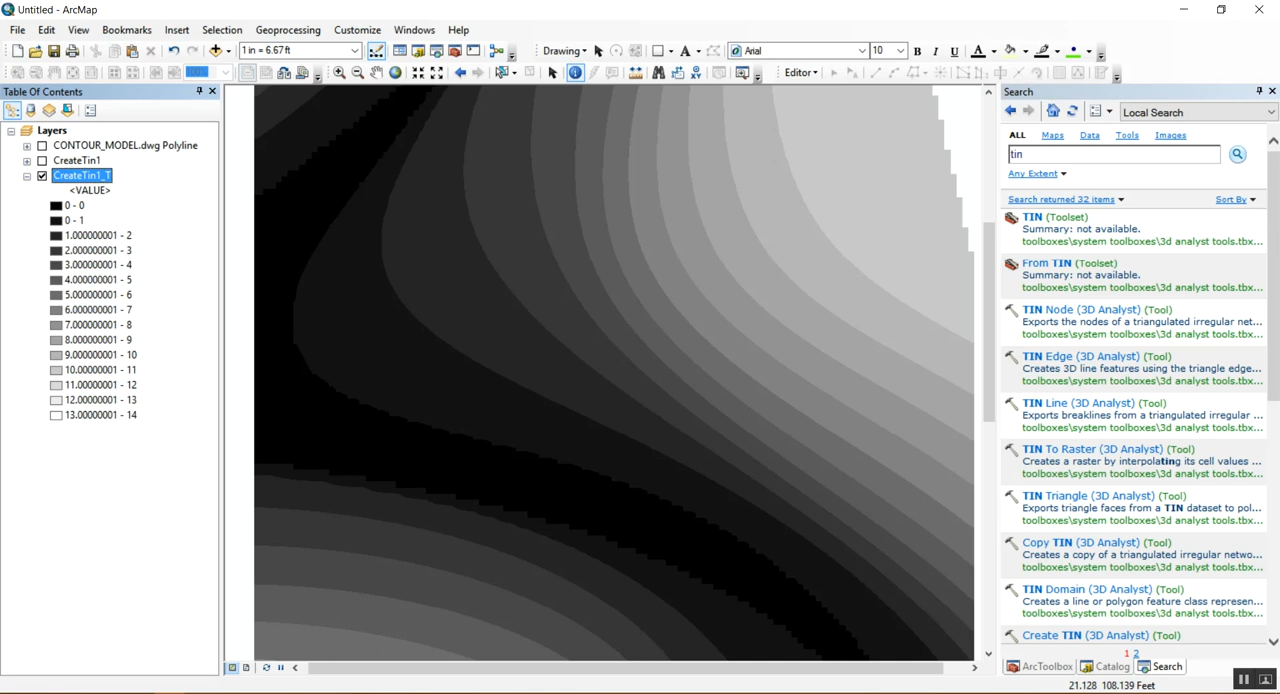 Untitled - ArcMap
File Edit View Bookmarks Insert Selection Geoprocessing Customize Windows Help
1 in = 6.67 ft
Drawing
A
Arial
10
B I U A
100%
Editor
Table Of Contents
Layers
CONTOUR_MODEL.dwg Polyline
CreateTin1
CreateTin1_T
<VALUE>
0 - 0
0 - 1
1.000000001 - 2
2.000000001 - 3
3.000000001 - 4
4.000000001 - 5
5.000000001 - 6
6.000000001 - 7
7.000000001 - 8
8.000000001 - 9
9.000000001 - 10
10.00000001 - 11
11.00000001 - 12
12.00000001 - 13
13.00000001 - 14
Search
Local Search
ALL Maps Data Tools Images
tin
Any Extent
Search returned 32 items Sort By
TIN (Toolset)
Summary: not available.
toolboxes\system toolboxes\3d analyst tools.tbx...
From TIN (Toolset)
Summary: not available.
toolboxes\system toolboxes\3d analyst tools.tbx...
TIN Node (3D Analyst) (Tool)
Exports the nodes of a triangulated irregular net...
toolboxes\system toolboxes\3d analyst tools.tbx...
TIN Edge (3D Analyst) (Tool)
Creates 3D line features using the triangle edge...
toolboxes\system toolboxes\3d analyst tools.tbx...
TIN Line (3D Analyst) (Tool)
Exports breaklines from a triangulated irregular ...
toolboxes\system toolboxes\3d analyst tools.tbx...
TIN To Raster (3D Analyst) (Tool)
Creates a raster by interpolating its cell values ...
toolboxes\system toolboxes\3d analyst tools.tbx...
TIN Triangle (3D Analyst) (Tool)
Exports triangle faces from a TIN dataset to pol...
toolboxes\system toolboxes\3d analyst tools.tbx...
Copy TIN (3D Analyst) (Tool)
Creates a copy of a triangulated irregular netwo...
toolboxes\system toolboxes\3d analyst tools.tbx...
TIN Domain (3D Analyst) (Tool)
Creates a line or polygon feature class represen...
toolboxes\system toolboxes\3d analyst tools.tbx...
Create TIN (3D Analyst) (Tool)
1 2
ArcToolbox Catalog Search
21.128 108.139 Feet